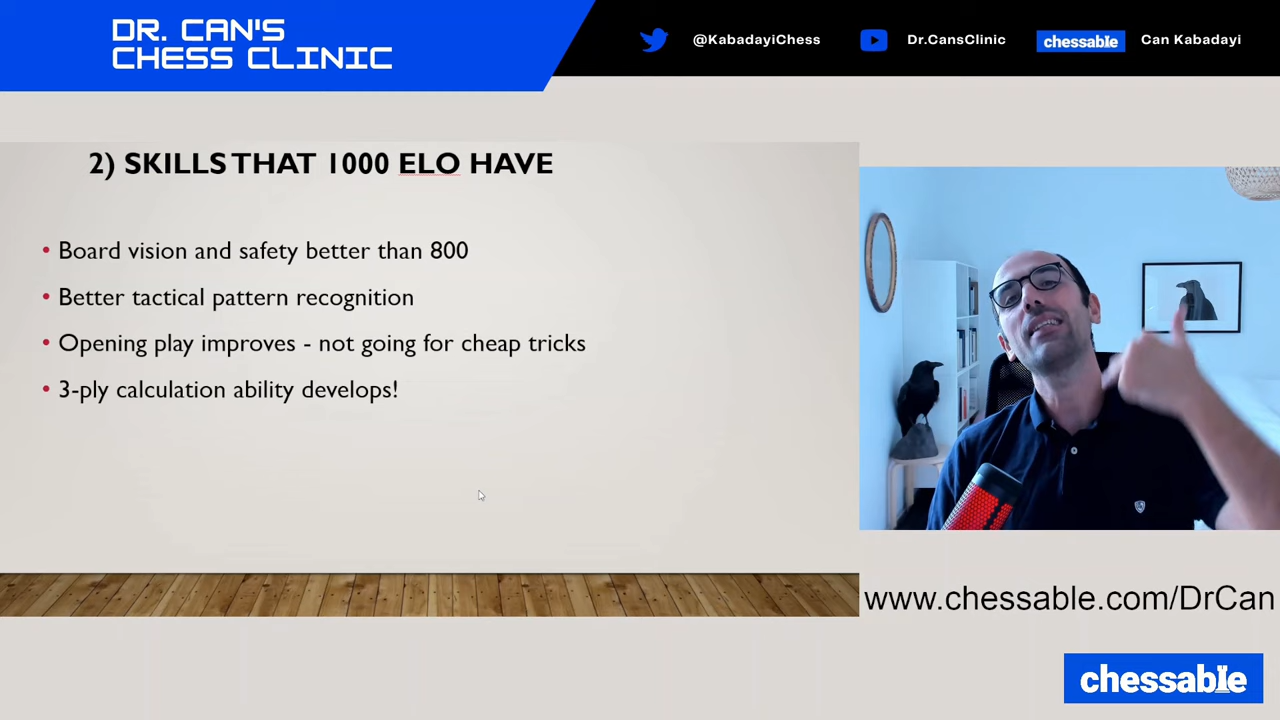 DR. CAN'S
CHESS CLINIC
@KabadayiChess
Dr.CansClinic
chessable
Can Kabadayi
2) SKILLS THAT 1000 ELO HAVE
• Board vision and safety better than 800
• Better tactical pattern recognition
• Opening play improves - not going for cheap tricks
• 3-ply calculation ability develops!
www.chessable.com/DrCan
chessable